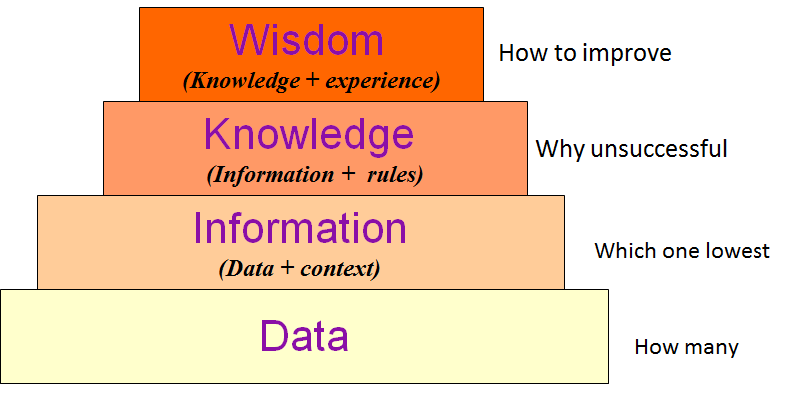 Wisdom
(Knowledge + experience)
How to improve
Knowledge
(Information + rules)
Why unsuccessful
Information
(Data + context)
Which one lowest
Data
How many